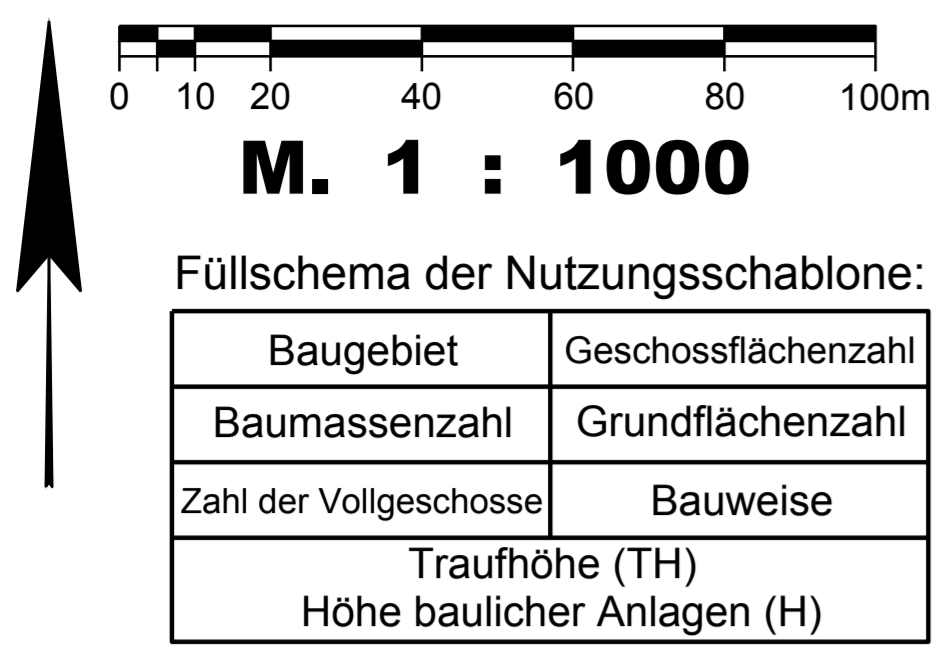 0 10 20 40 60 80 100m
M. 1 : 1000
Füllschema der Nutzungsschablone:
Baugebiet Geschossflächenzahl
Baumassenzahl Grundflächenzahl
Zahl der Vollgeschosse Bauweise
Traufhöhe (TH)
Höhe baulicher Anlagen (H)